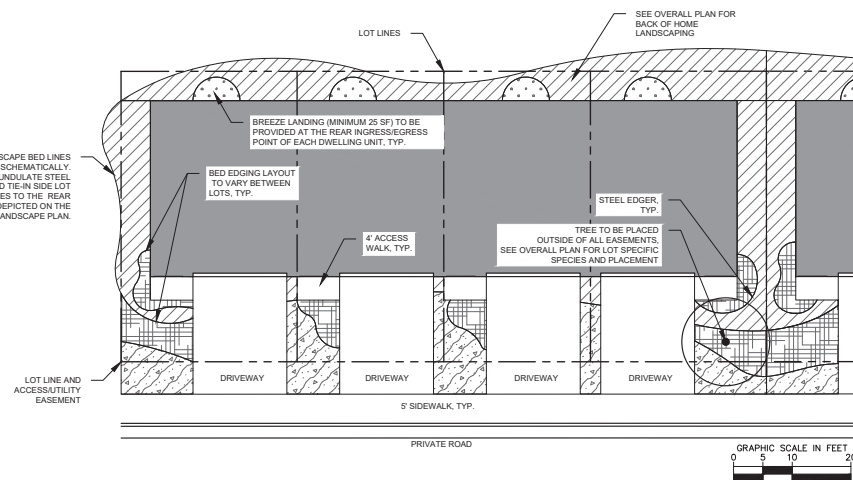 SEE OVERALL PLAN FOR
BACK OF HOME
LANDSCAPING
LOT LINES
BREEZE LANDING (MINIMUM 25 SF) TO BE
PROVIDED AT THE REAR INGRESS/EGRESS
POINT OF EACH DWELLING UNIT, TYP.
SCAPE BED LINES
SCHEMATICALLY.
UNDULATE STEEL
D TIE-IN SIDE LOT
ES TO THE REAR
DEPICTED ON THE
ANDSCAPE PLAN.
BED EDGING LAYOUT
TO VARY BETWEEN
LOTS, TYP.
STEEL EDGER,
TYP.
4' ACCESS
WALK, TYP.
TREE TO BE PLACED
OUTSIDE OF ALL EASEMENTS,
SEE OVERALL PLAN FOR LOT SPECIFIC
SPECIES AND PLACEMENT
LOT LINE AND
ACCESS/UTILITY
EASEMENT
DRIVEWAY
DRIVEWAY
DRIVEWAY
DRIVEWAY
5' SIDEWALK, TYP.
PRIVATE ROAD
GRAPHIC SCALE IN FEET
0 5 10 20